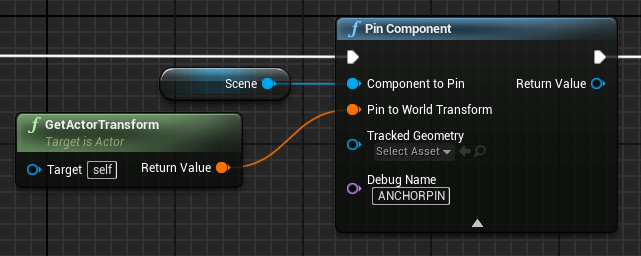 f Pin Component
Scene
Component to Pin
Return Value
Pin to World Transform
f GetActorTransform
Target is Actor
Target self
Return Value
Tracked Geometry
Select Asset
Debug Name
ANCHORPIN